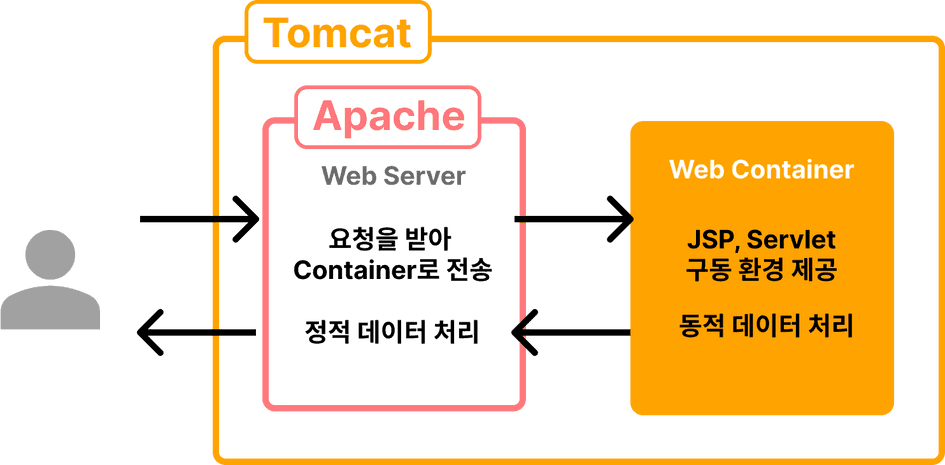 Tomcat
Apache
Web Server
요청을 받아
Container로 전송
정적 데이터 처리
Web Container
JSP, Servlet
구동 환경 제공
동적 데이터 처리